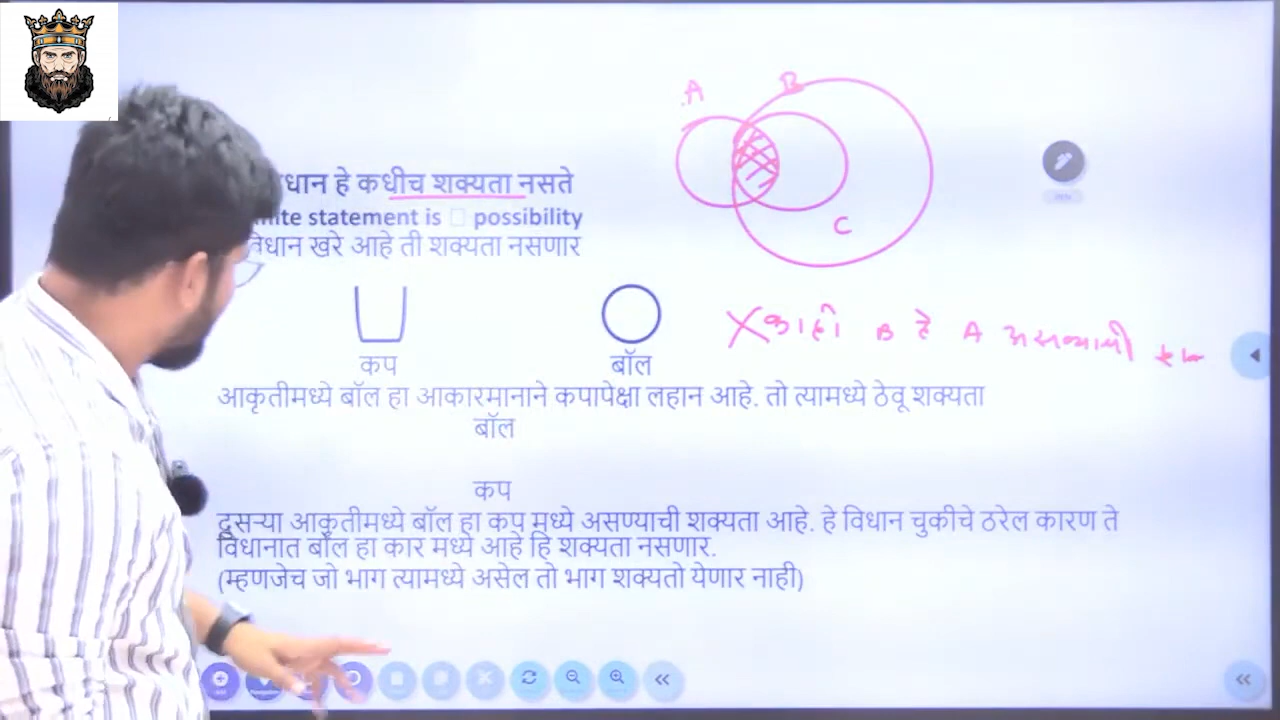 A B
धान हे कधीच शक्यता नसते
nite statement is □ possibility
विधान खरे आहे ती शक्यता नसणार
C
काही B हे A असण्याची
कप बॉल
आकृतीमध्ये बॉल हा आकारमानाने कपापेक्षा लहान आहे. तो त्यामध्ये ठेवू शक्यता
बॉल
कप
दुसऱ्या आकृतीमध्ये बॉल हा कप मध्ये असण्याची शक्यता आहे. हे विधान चुकीचे ठरेल कारण ते
विधानात बॉल हा कार मध्ये आहे हि शक्यता नसणार.
(म्हणजेच जो भाग त्यामध्ये असेल तो भाग शक्यतो येणार नाही)